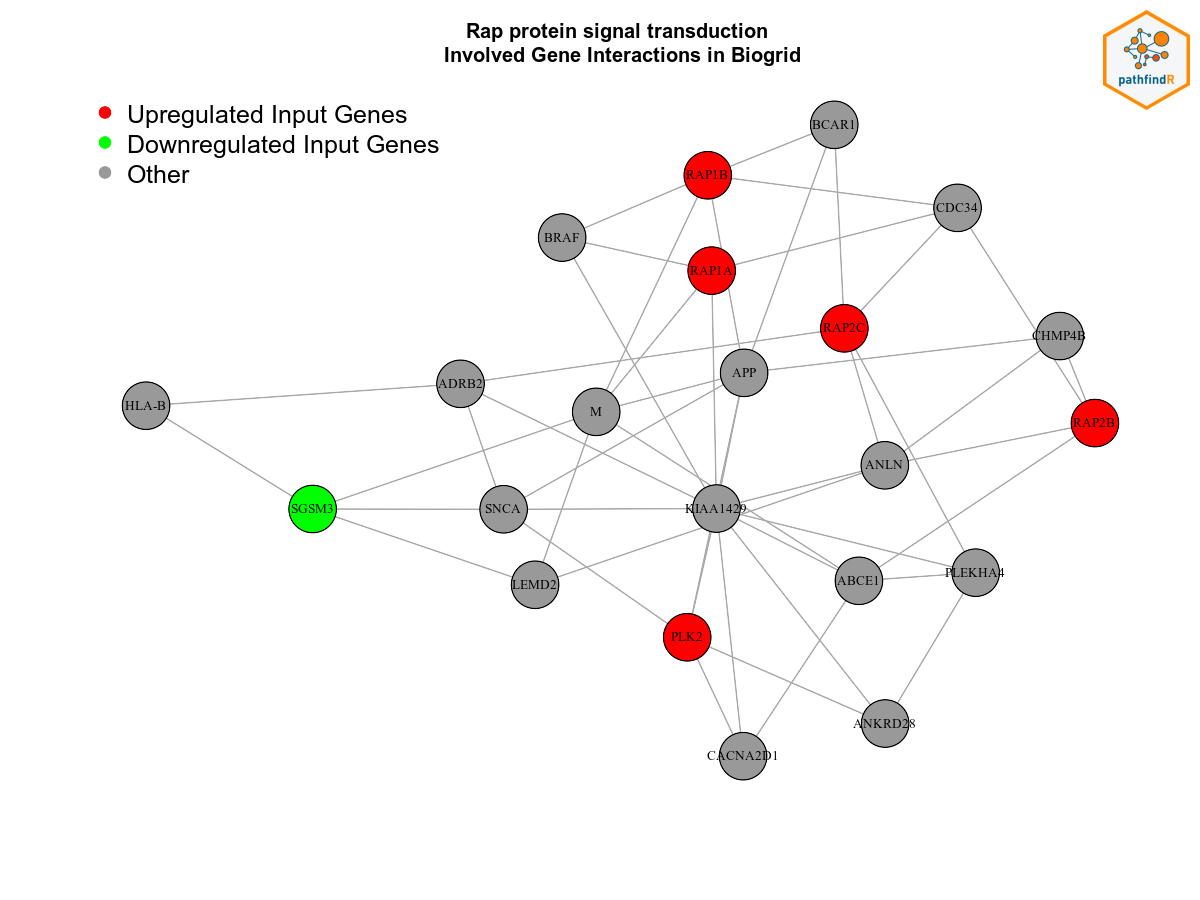 Rap protein signal transduction
Involved Gene Interactions in Biogrid
pathfindR
Upregulated Input Genes
Downregulated Input Genes
Other
BCAR1
RAP1B
CDC34
BRAF
RAP1A
RAP2C
CHMP4B
APP
ADRB2
HLA-B
M
RAP2B
ANLN
SGSM3
SNCA
KIAA1429
PLEKHA4
ABCE1
LEMD2
PLK2
ANKRD28
CACNA2D1